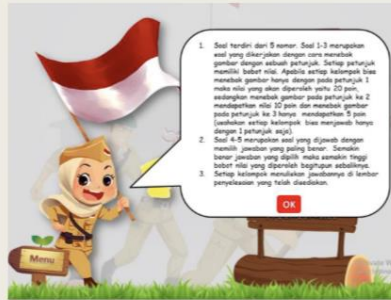 1. Soal terdiri dari 5 nomor. Soal 1-3 merupakan
soal yang dikerjakan dengan cara menebak
gambar dengan sebuah petunjuk. Setiap petunjuk
memiliki bobot nilai. Apabila setiap kelompok bisa
menebak gambar hanya dengan pada petunjuk 1
maka nilai yang akan diperoleh yaitu 20 poin,
sedangkan menebak gambar pada petunjuk ke 2
mendapatkan nilai 10 poin dan menebak gambar
pada petunjuk ke 3 hanya mendapatkan 5 poin
(usahakan setiap kelompok bisa menjawab hanya
dengan 1 petunjuk saja).
2. Soal 4-5 merupakan soal yang dijawab dengan
memilih jawaban yang paling benar. Semakin
benar jawaban yang dipilih maka semakin tinggi
bobot nilai yang diperoleh begitupun sebaliknya.
3. Setiap kelompok menuliskan jawabannya di lembar
penyelesaian yang telah disediakan.
OK
Menu